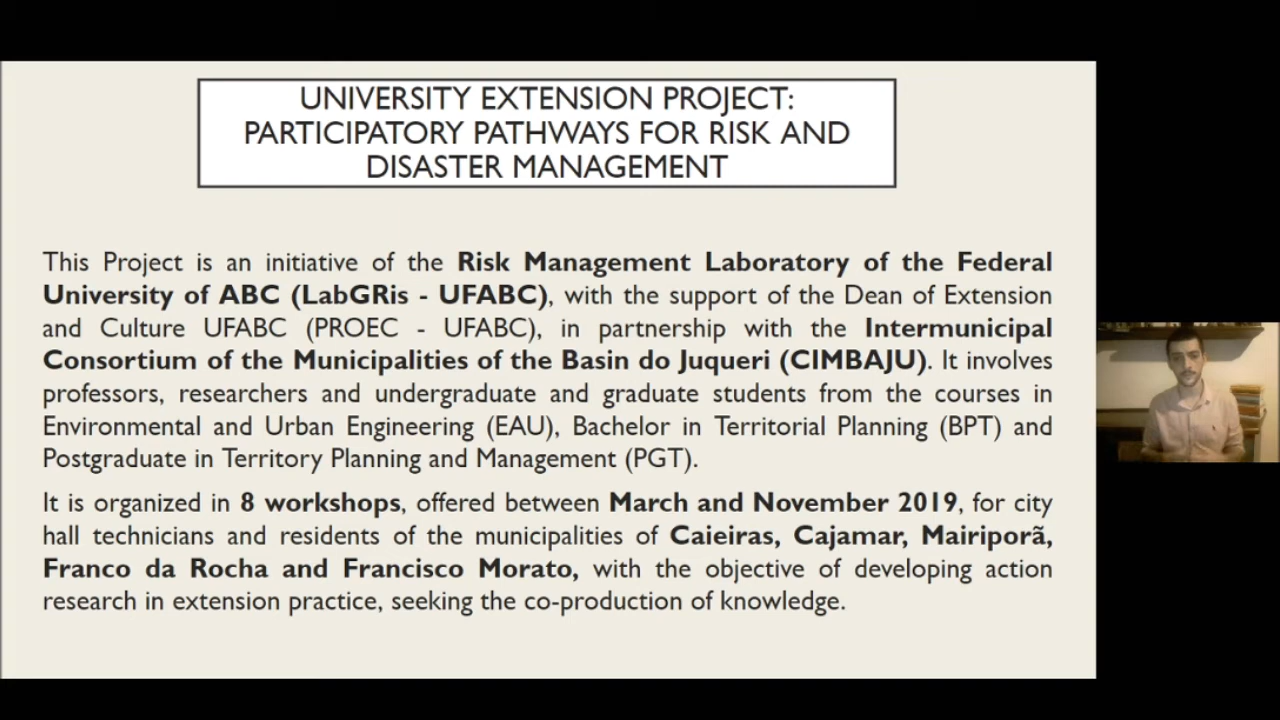 UNIVERSITY EXTENSION PROJECT:
PARTICIPATORY PATHWAYS FOR RISK AND
DISASTER MANAGEMENT
This Project is an initiative of the Risk Management Laboratory of the Federal
University of ABC (LabGRis - UFABC), with the support of the Dean of Extension
and Culture UFABC (PROEC - UFABC), in partnership with the Intermunicipal
Consortium of the Municipalities of the Basin do Juqueri (CIMBAJU). It involves
professors, researchers and undergraduate and graduate students from the courses in
Environmental and Urban Engineering (EAU), Bachelor in Territorial Planning (BPT) and
Postgraduate in Territory Planning and Management (PGT).
It is organized in 8 workshops, offered between March and November 2019, for city
hall technicians and residents of the municipalities of Caieiras, Cajamar, Mairiporã,
Franco da Rocha and Francisco Morato, with the objective of developing action
research in extension practice, seeking the co-production of knowledge.